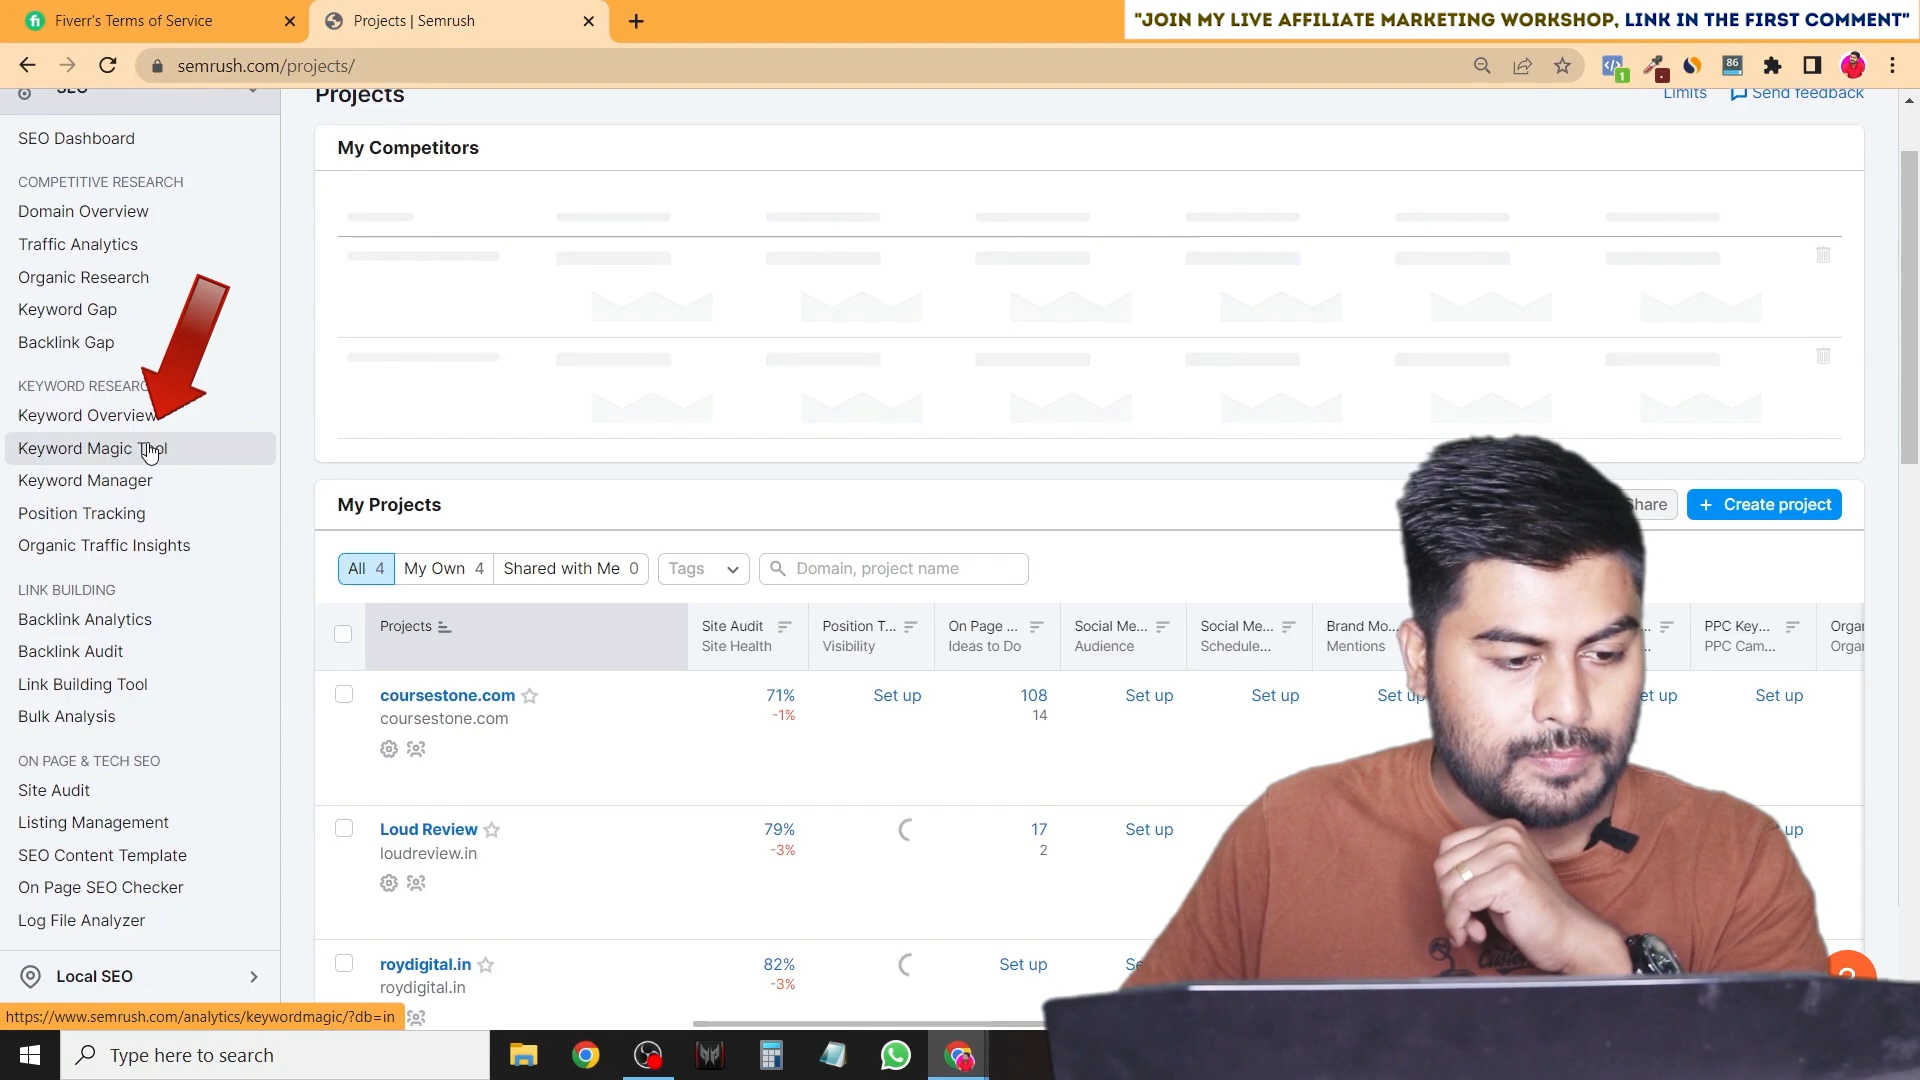 Fiverr's Terms of Service
Projects | Semrush
"JOIN MY LIVE AFFILIATE MARKETING WORKSHOP, LINK IN THE FIRST COMMENT"
semrush.com/projects/
86
1
SEO
Projects
Limits
Send feedback
SEO Dashboard
COMPETITIVE RESEARCH
Domain Overview
Traffic Analytics
Organic Research
Keyword Gap
Backlink Gap
KEYWORD RESEARC
Keyword Overview
Keyword Magic Tool
Keyword Manager
Position Tracking
Organic Traffic Insights
LINK BUILDING
Backlink Analytics
Backlink Audit
Link Building Tool
Bulk Analysis
ON PAGE & TECH SEO
Site Audit
Listing Management
SEO Content Template
On Page SEO Checker
Log File Analyzer
Local SEO
https://www.semrush.com/analytics/keywordmagic/?db=in
My Competitors
My Projects
Share
+ Create project
All 4
My Own 4
Shared with Me 0
Tags
Domain, project name
Projects
Site Audit
Site Health
Position T...
Visibility
On Page ...
Ideas to Do
Social Me...
Audience
Social Me...
Schedule...
Brand Mo...
Mentions
PPC Key...
PPC Cam...
coursestone.com
coursestone.com
71%
-1%
Set up
108
14
Set up
Set up
Set up
Set up
Loud Review
loudreview.in
79%
-3%
17
2
Set up
roydigital.in
roydigital.in
82%
-3%
Set up
Type here to search